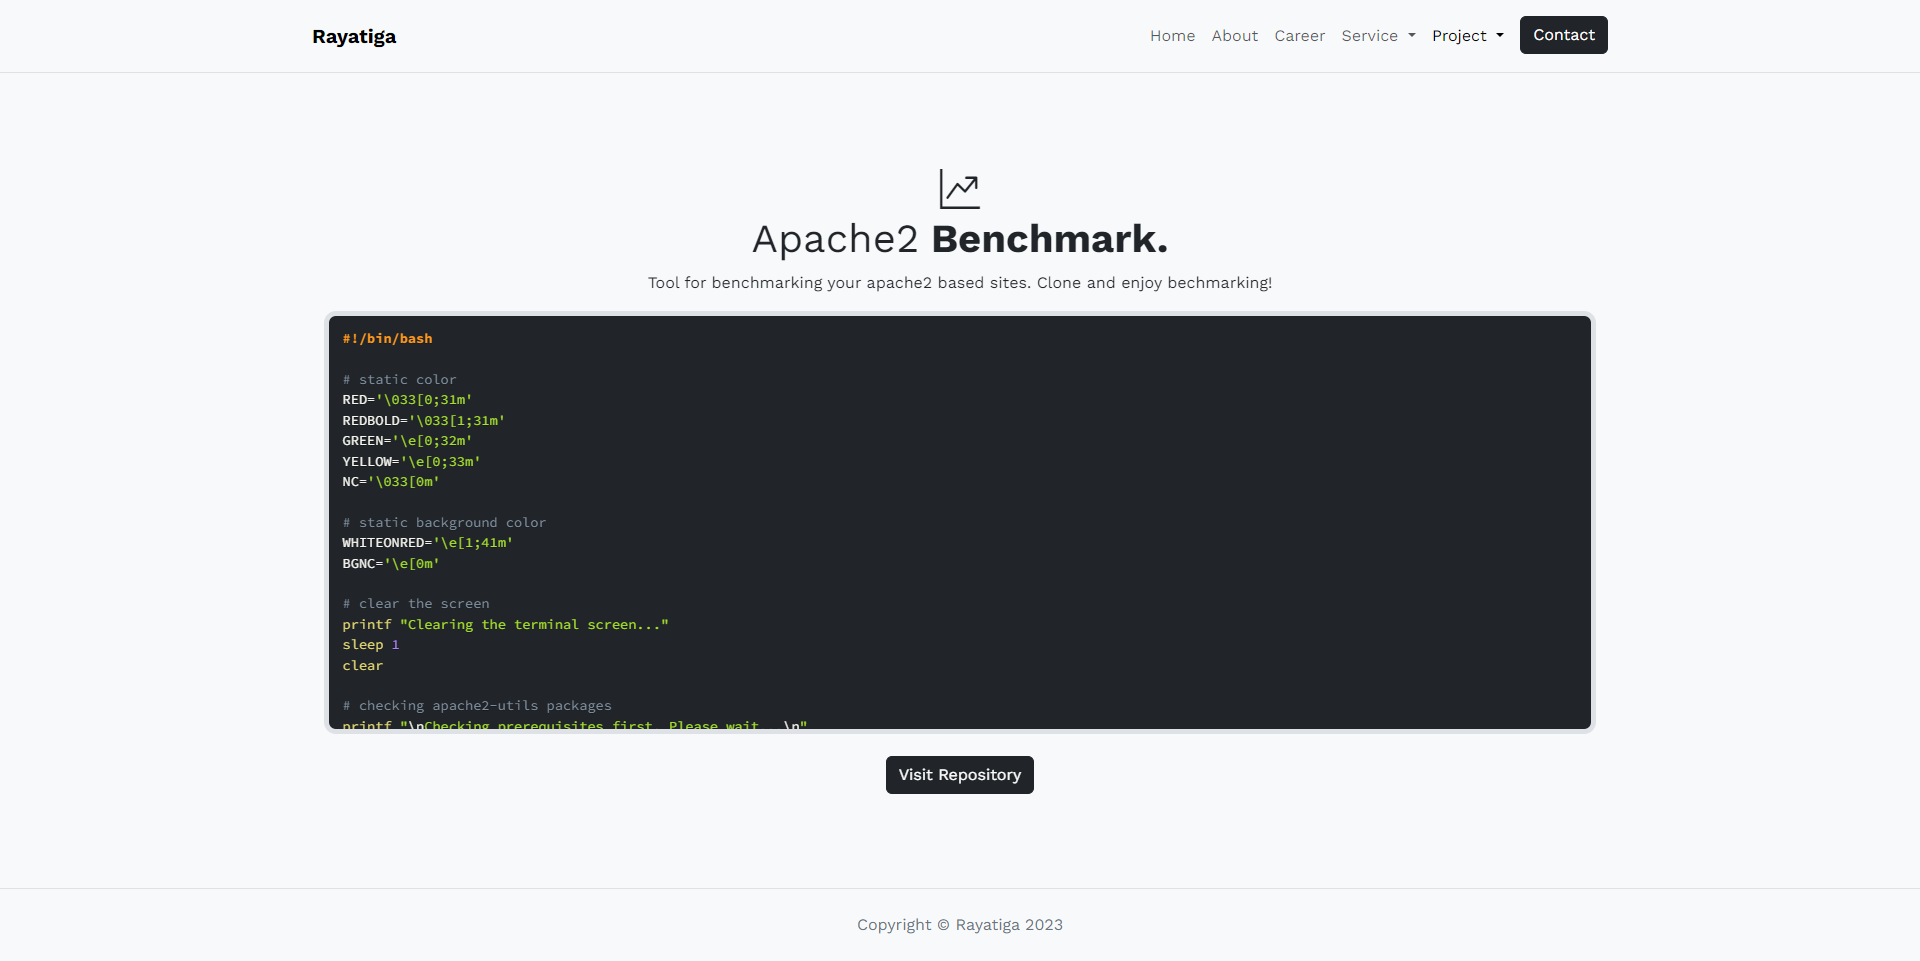 Rayatiga
Home About Career Service Project Contact
Apache2 Benchmark.
Tool for benchmarking your apache2 based sites. Clone and enjoy bechmarking!
#!/bin/bash
# static color
RED='\033[0;31m'
REDBOLD='\033[1;31m'
GREEN='\e[0;32m'
YELLOW='\e[0;33m'
NC='\033[0m'
# static background color
WHITEONRED='\e[1;41m'
BGNC='\e[0m'
# clear the screen
printf "Clearing the terminal screen..."
sleep 1
clear
# checking apache2-utils packages
printf "\nChecking prerequisites first. Please wait...\n"
Visit Repository
Copyright © Rayatiga 2023